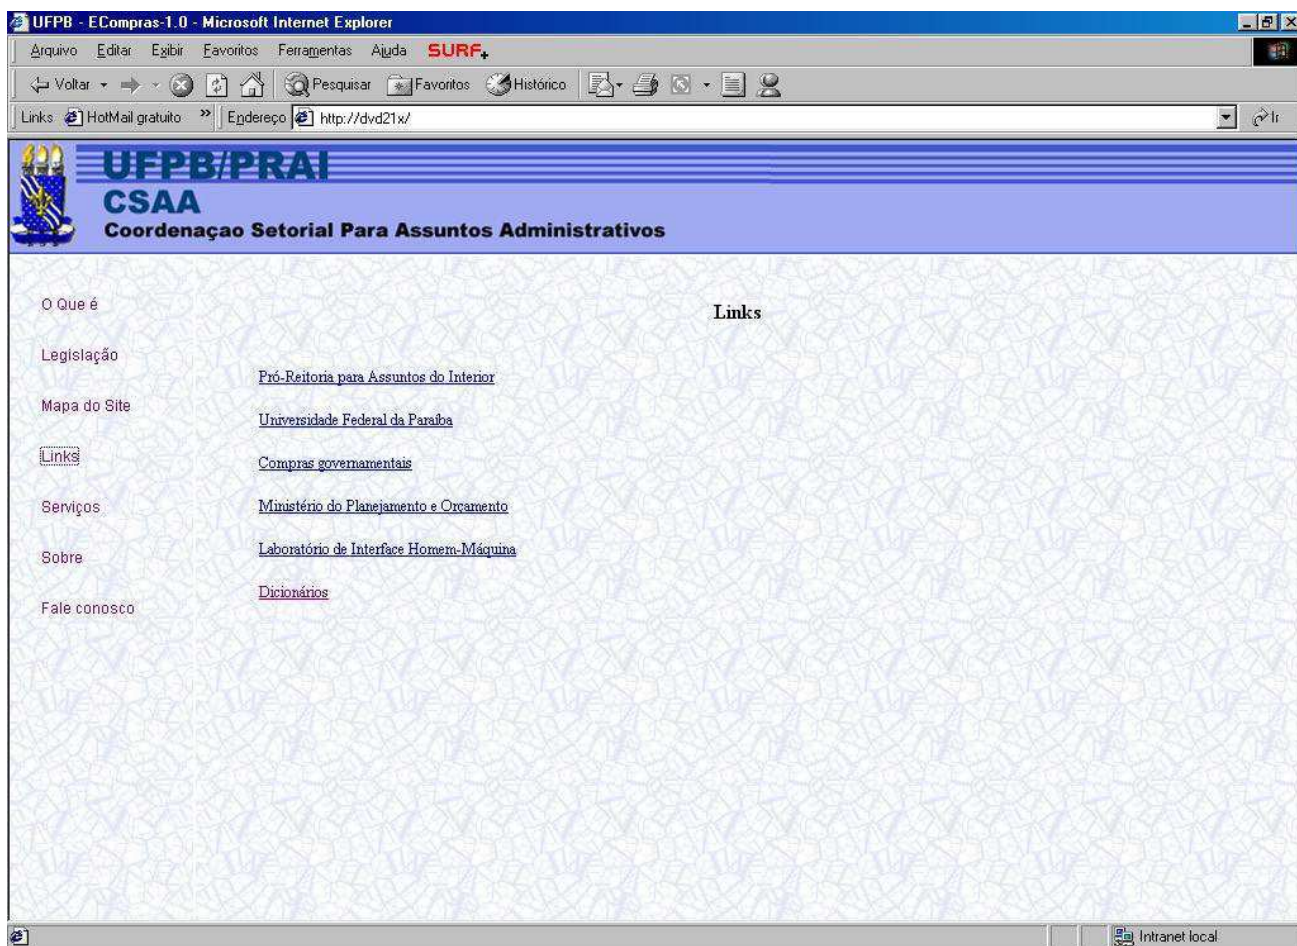 UFPB - ECompras-1.0 - Microsoft Internet Explorer
Arquivo Editar Exibir Favoritos Ferramentas Ajuda SURF+
Voltar Pesquisar Favoritos Histórico
Links HotMail gratuito » Endereço http://dvd21x/ Ir
UFPB/PRAI
CSAA
Coordenaçao Setorial Para Assuntos Administrativos
O Que é
Legislação
Mapa do Site
Links
Serviços
Sobre
Fale conosco
Links
Pró-Reitoria para Assuntos do Interior
Universidade Federal da Paraíba
Compras governamentais
Ministério do Planejamento e Orçamento
Laboratório de Interface Homem-Máquina
Dicionários
Intranet local